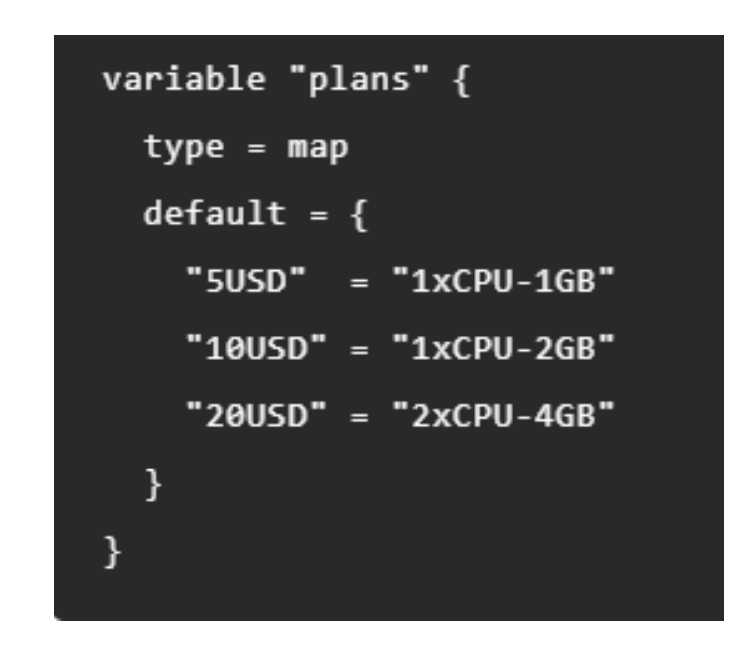 variable "plans" {
type = map
default = {
"5USD"  = "1xCPU-1GB"
"10USD" = "1xCPU-2GB"
"20USD" = "2xCPU-4GB"
}
}